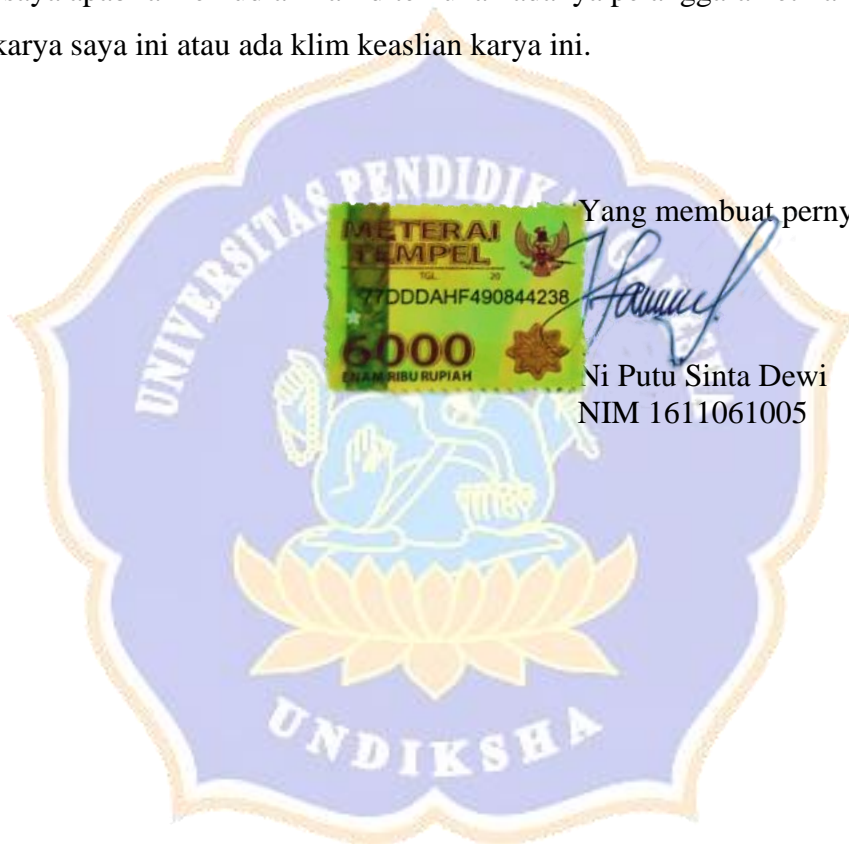 karya saya ini atau ada klim keaslian karya ini.
UNIVERSITAS PENDIDIKAN
METERAI
TEMPEL
TGL. 20
77DDDAHF490844238
6000
ENAM RIBU RUPIAH
Yang membuat perny
Ni Putu Sinta Dewi
NIM 1611061005
UNDIKSHA